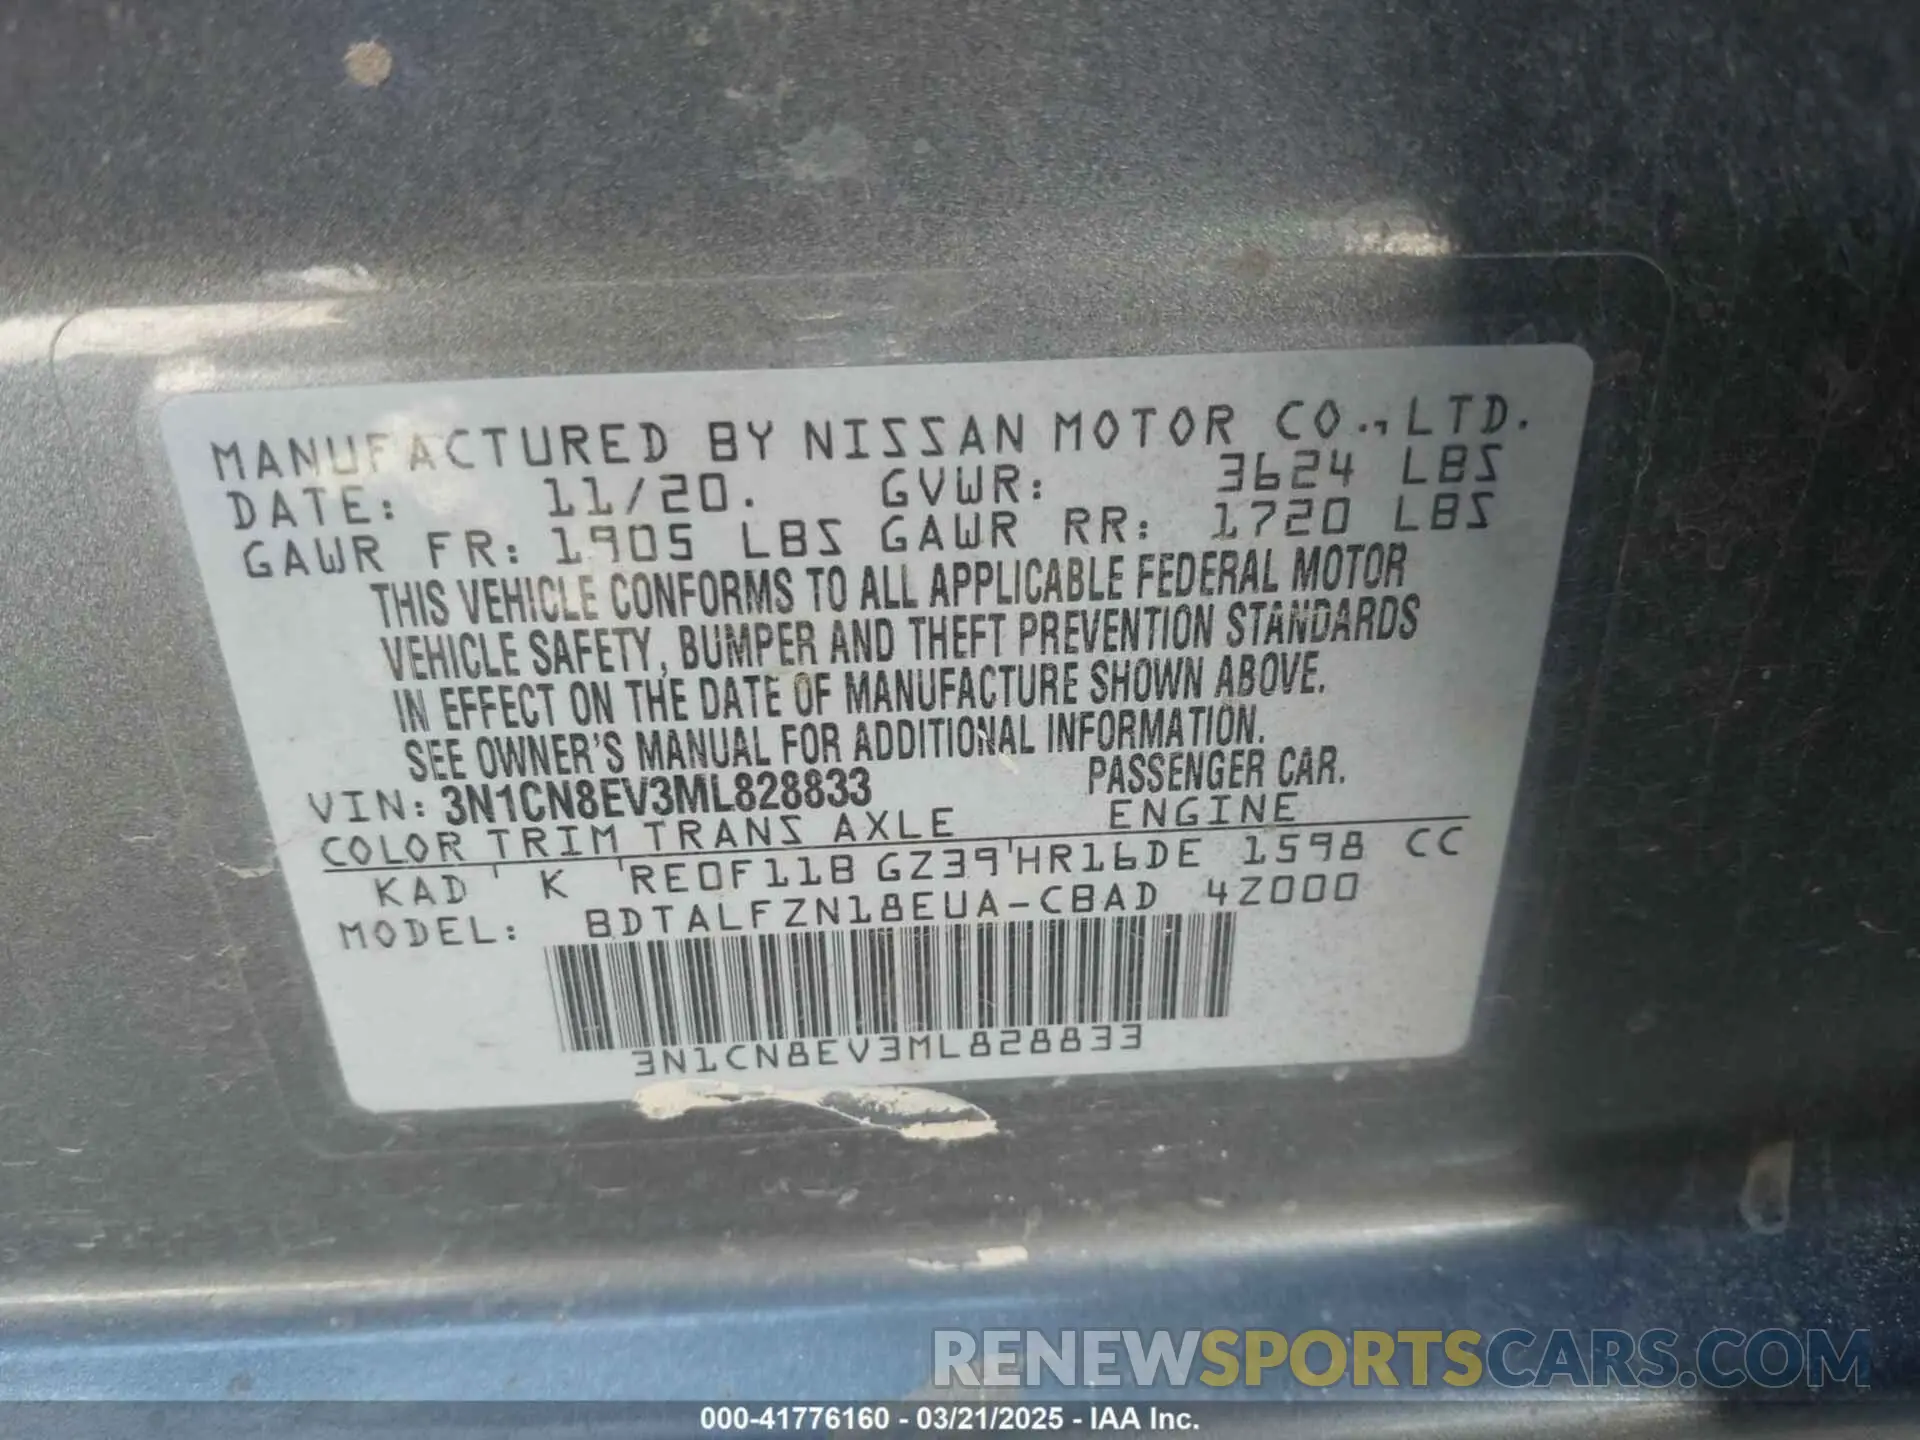 MANUFACTURED BY NISSAN MOTOR CO., LTD.
DATE: 11/20. GVWR: 3624 LBS
GAWR FR: 1905 LBS GAWR RR: 1720 LBS
THIS VEHICLE CONFORMS TO ALL APPLICABLE FEDERAL MOTOR
VEHICLE SAFETY, BUMPER AND THEFT PREVENTION STANDARDS
IN EFFECT ON THE DATE OF MANUFACTURE SHOWN ABOVE.
SEE OWNER'S MANUAL FOR ADDITIONAL INFORMATION.
VIN: 3N1CN8EV3ML828833 PASSENGER CAR.
COLOR TRIM TRANS AXLE ENGINE
KAD K RE0F11B GZ39 HR16DE 1598 CC
MODEL: BDTALFZN18EUA-CBAD 4Z000
3N1CN8EV3ML828833
RENEWSPORTSCARS.COM
000-41776160 - 03/21/2025 - IAA Inc.